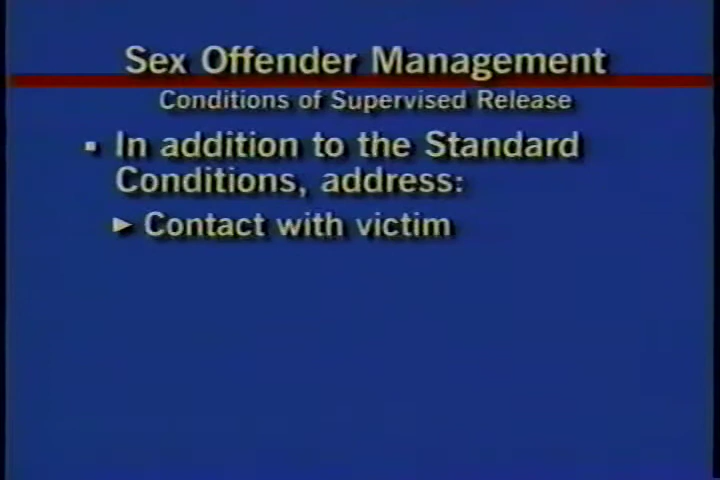 Sex Offender Management
Conditions of Supervised Release
▪ In addition to the Standard
Conditions, address:
► Contact with victim